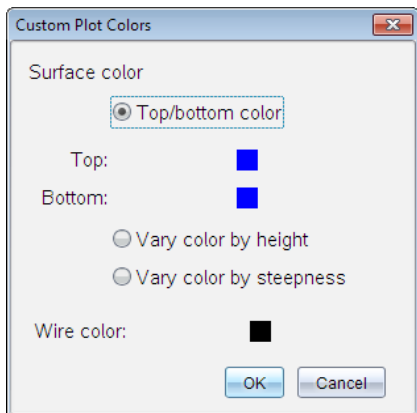 Custom Plot Colors
Surface color
Top/bottom color
Top:
Bottom:
Vary color by height
Vary color by steepness
Wire color:
OK Cancel